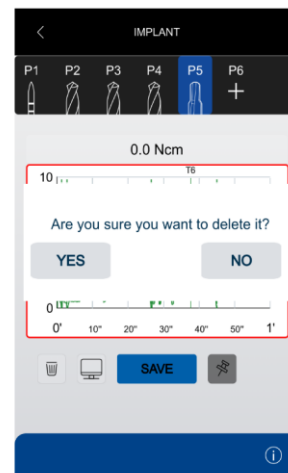 IMPLANT
P1 P2 P3 P4 P5 P6
0.0 Ncm
T6
10
Are you sure you want to delete it?
YES NO
0
0' 10" 20" 30" 40" 50" 1'
SAVE